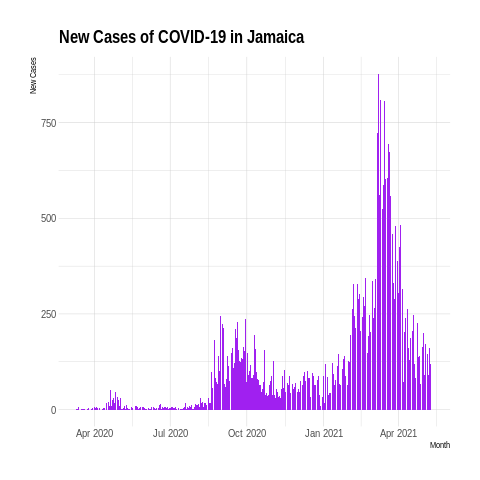 New Cases of COVID-19 in Jamaica
New Cases
750
500
250
0
Apr 2020 Jul 2020 Oct 2020 Jan 2021 Apr 2021
Month